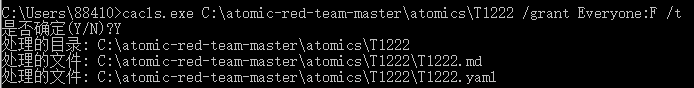 C:\Users\88410>cacls.exe C:\atomic-red-team-master\atomics\T1222 /grant Everyone:F /t
是否确定(Y/N)?Y
处理的目录: C:\atomic-red-team-master\atomics\T1222
处理的文件: C:\atomic-red-team-master\atomics\T1222\T1222.md
处理的文件: C:\atomic-red-team-master\atomics\T1222\T1222.yaml